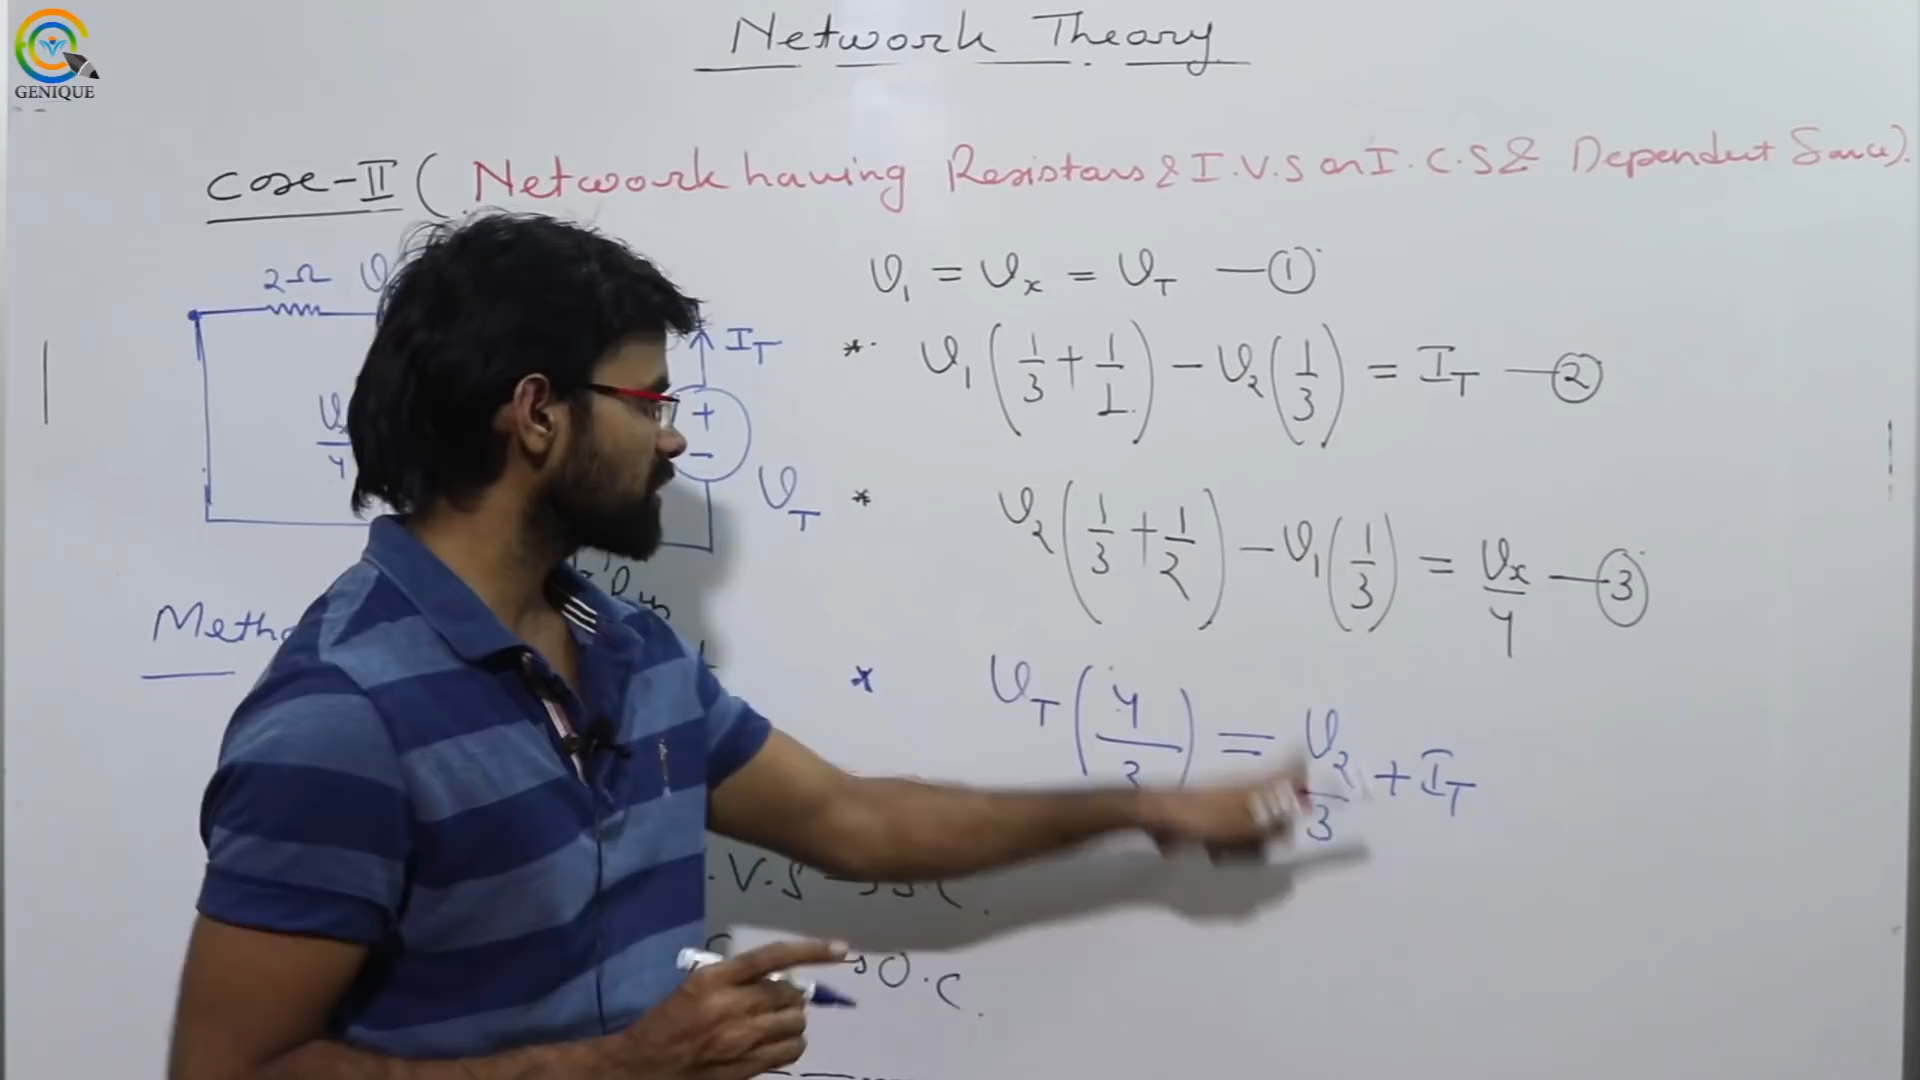 GENIQUE
Network Theory
Case-II ( Network having Resistors & I.V.S or I.C.S & Dependent Source).
2Ω
V₁ = Vₓ = V_T —①
I_T
* V₁(1/3 + 1/1) - V₂(1/3) = I_T —②
+
-
V_T
4
* V₂(1/3 + 1/2) - V₁(1/3) = Vₓ/4 —③
* V_T(4/3) = V₂/3 + I_T
.V.S → S.C.
O.C.